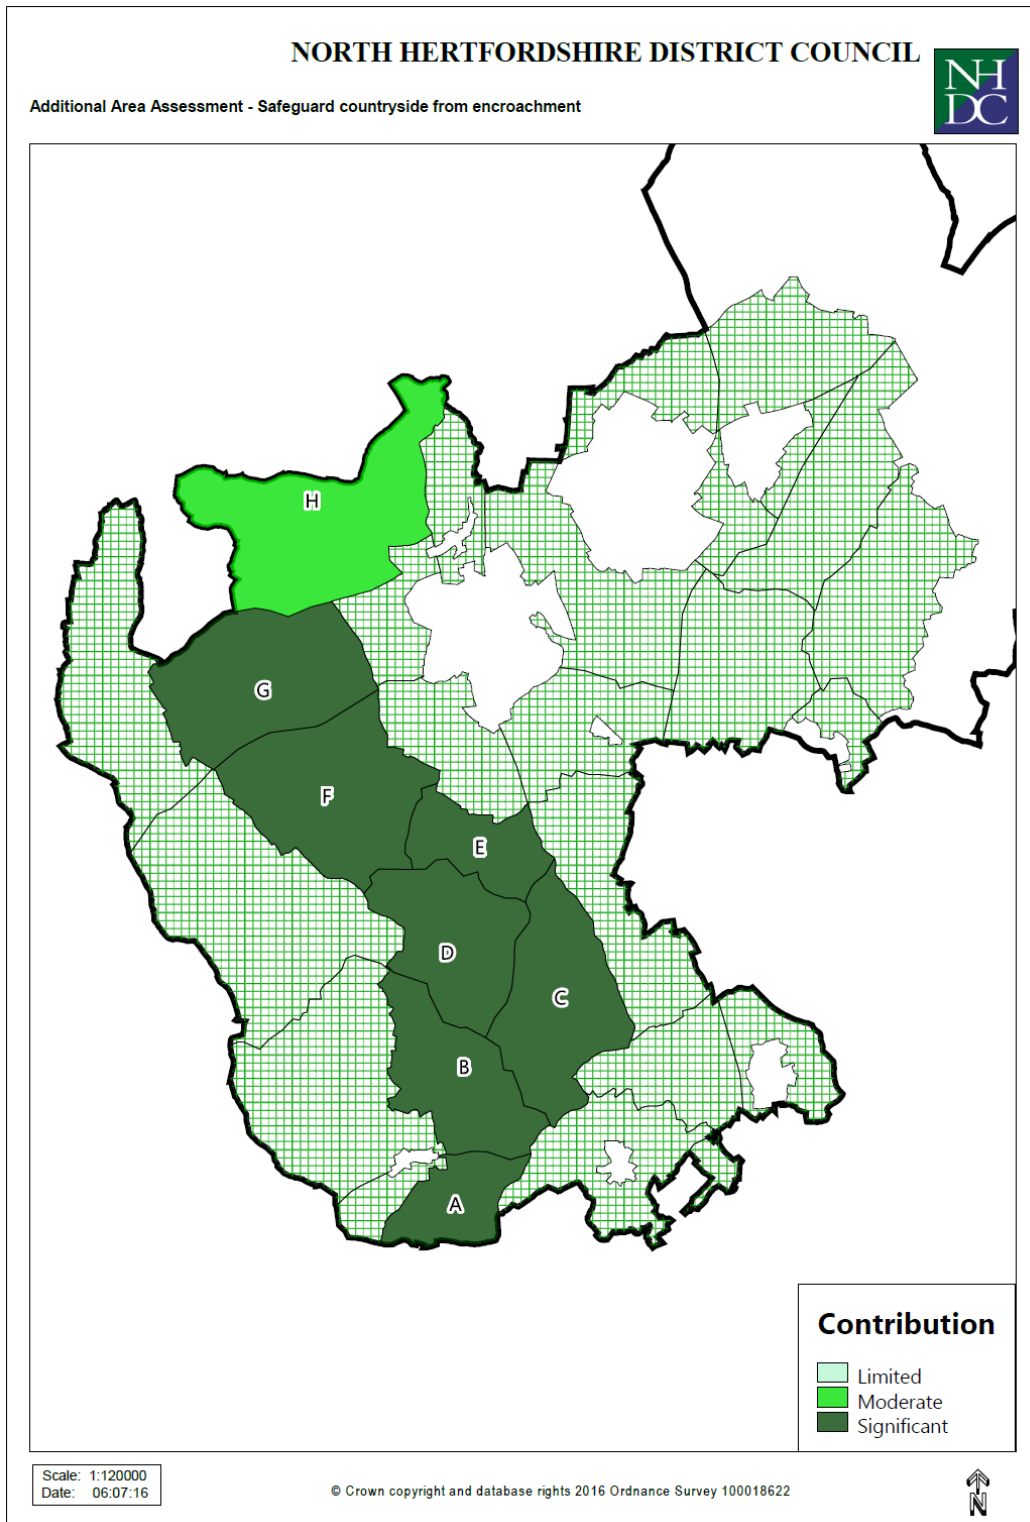 NORTH HERTFORDSHIRE DISTRICT COUNCIL
NH
DC
Additional Area Assessment - Safeguard countryside from encroachment
H
G
F
E
D
C
B
A
Contribution
Limited
Moderate
Significant
Scale: 1:120000
Date: 06:07:16
© Crown copyright and database rights 2016 Ordnance Survey 100018622
N